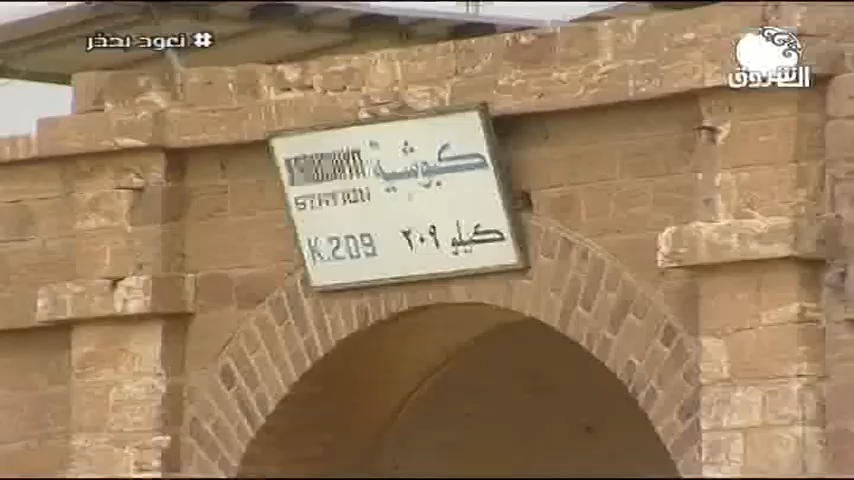 #نعود بحذر
الشروق
كبوشية
STATION
كيلو ٢٠٩
K.209